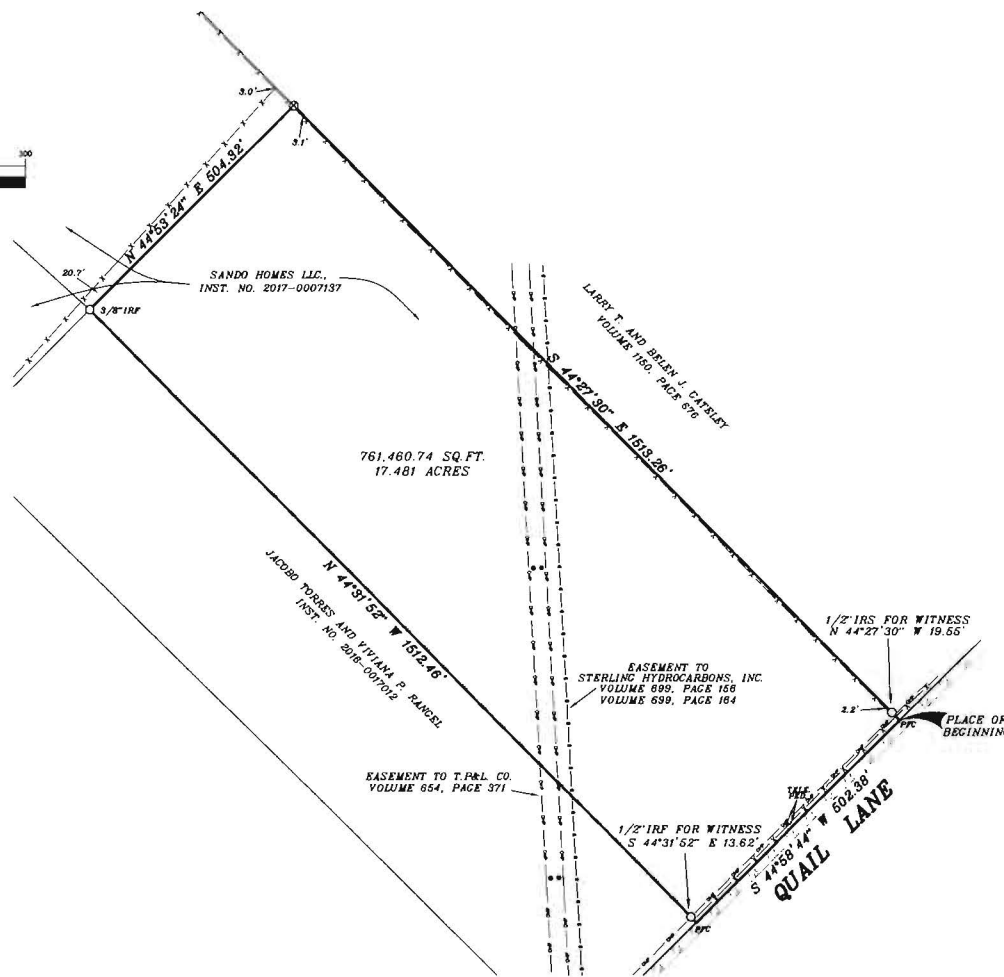 300
3.0'
3.1'
N 44°53'24" E 504.32'
20.7'
3/8"IRF
SANDO HOMES LLC.,
INST. NO. 2017-0007137
LARRY T. AND BELEN J. GATELEY
VOLUME 1150, PAGE 676
S 44°27'30" E 1513.26'
761,460.74 SQ.FT.
17.481 ACRES
JACOBO TORRES AND VIVIANA P. RANGEL
INST. NO. 2016-0017012
N 44°31'52" W 1512.46'
1/2"IRS FOR WITNESS
N 44°27'30" W 19.55'
EASEMENT TO
STERLING HYDROCARBONS, INC.
VOLUME 699, PAGE 156
VOLUME 699, PAGE 164
2.2'
PFC
PLACE OF
BEGINNING
EASEMENT TO T.P.&L. CO.
VOLUME 654, PAGE 371
1/2"IRF FOR WITNESS
S 44°31'52" E 13.62'
S 44°58'44" W 502.38'
QUAIL LANE
PFC